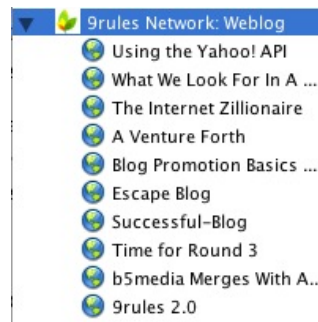 9rules Network: Weblog
Using the Yahoo! API
What We Look For In A ...
The Internet Zillionaire
A Venture Forth
Blog Promotion Basics ...
Escape Blog
Successful-Blog
Time for Round 3
b5media Merges With A..
9rules 2.0